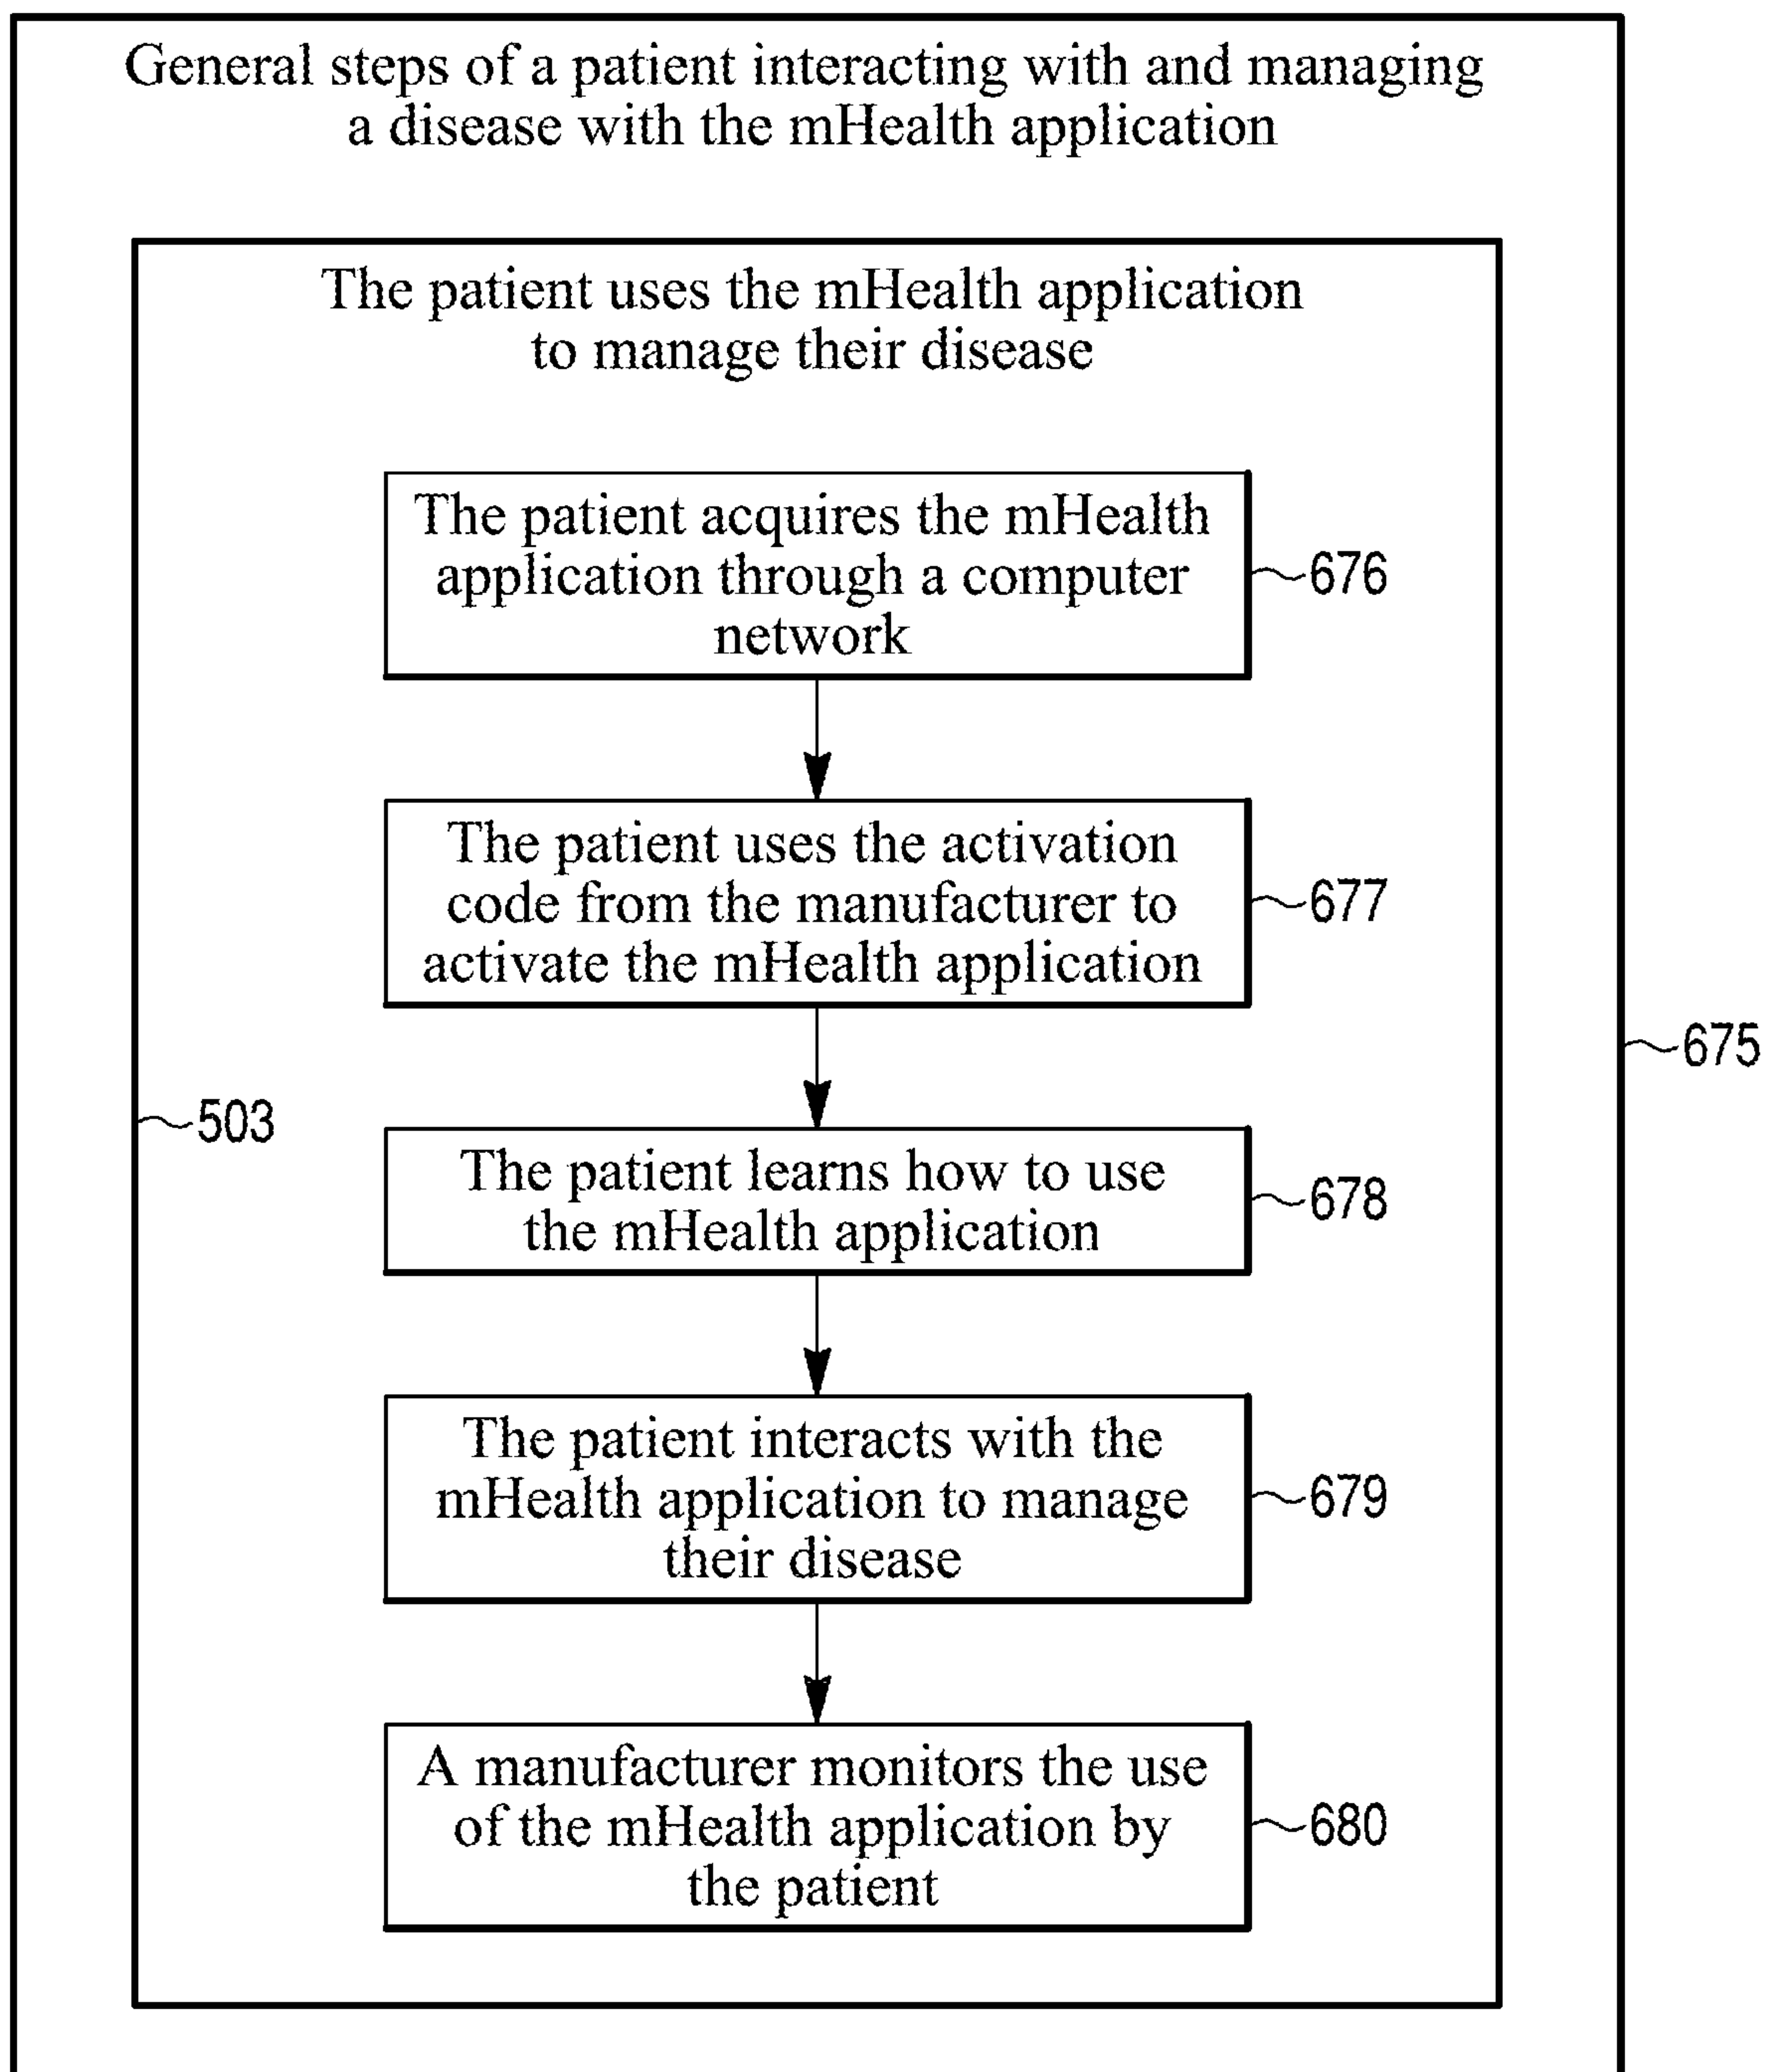 General steps of a patient interacting with and managing
a disease with the mHealth application
The patient uses the mHealth application
to manage their disease
The patient acquires the mHealth
application through a computer
network
676
The patient uses the activation
code from the manufacturer to
activate the mHealth application
677
675
503
The patient learns how to use
the mHealth application
678
The patient interacts with the
mHealth application to manage
their disease
679
A manufacturer monitors the use
of the mHealth application by
the patient
680